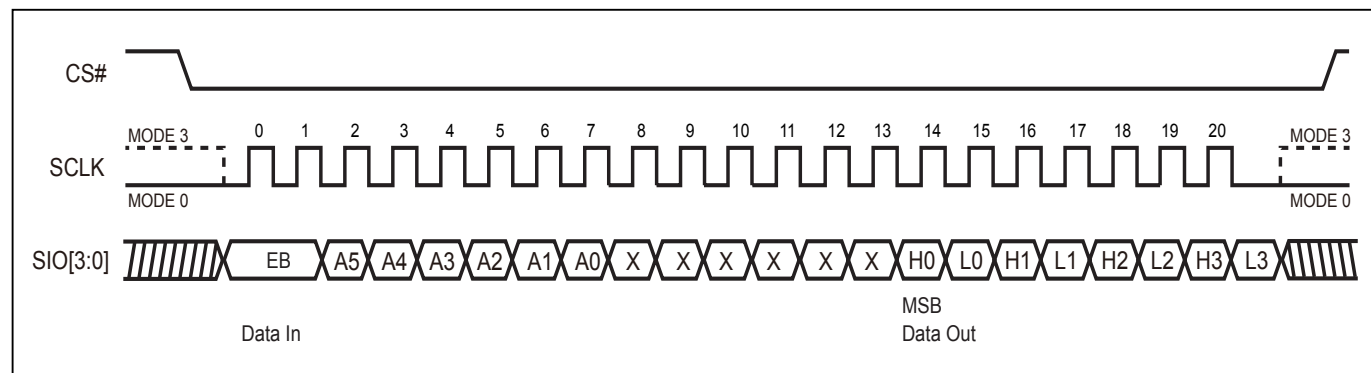 CS#
MODE 3
0 1 2 3 4 5 6 7 8 9 10 11 12 13 14 15 16 17 18 19 20
MODE 3
SCLK
MODE 0
MODE 0
SIO[3:0]
EB A5 A4 A3 A2 A1 A0 X X X X X X H0 L0 H1 L1 H2 L2 H3 L3
MSB
Data In
Data Out